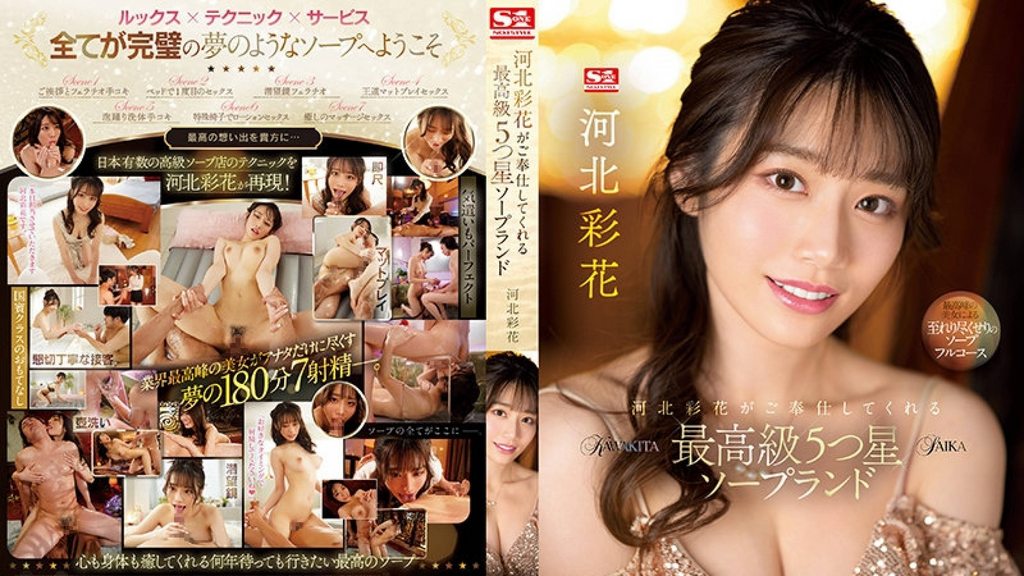 ルックス×テクニック×サービス
全てが完璧の夢のようなソープへようこそ
★★★★★
Scene1
ご挨拶とフェラチオ手コキ
Scene2
ベッドで1度目のセックス
Scene3
潜望鏡フェラチオ
Scene4
王道マットプレイセックス
Scene5
泡踊り洗体手コキ
Scene6
特殊椅子でローションセックス
Scene7
癒しのマッサージセックス
最高の想い出を貴方に…
日本有数の高級ソープ店のテクニックを
河北彩花が再現!
即尺
気遣いもパーフェクト
マットプレイ
国賓クラスのおもてなし
懇切丁寧な接客。
業界最高峰の美女がアナタだけに尽くす
夢の180分7射精
壺洗い
潜望鏡
ソープの全てがここに――。
心も身体も癒してくれる何年待っても行きたい最高のソープ
S1
NO.1 STYLE
河北彩花がご奉仕してくれる
最高級5つ星ソープランド
河北彩花
S1
NO.1 STYLE
河北彩花
最高峰の
美女による
至れり尽くせりの
ソープ
フルコース
河北彩花がご奉仕してくれる
KAWAKITA
最高級5つ星
SAIKA
ソープランド